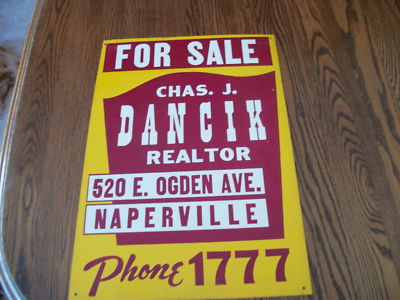 FOR SALE
CHAS. J.
DANCIK
REALTOR
520 E. OGDEN AVE.
NAPERVILLE
Phone 1777